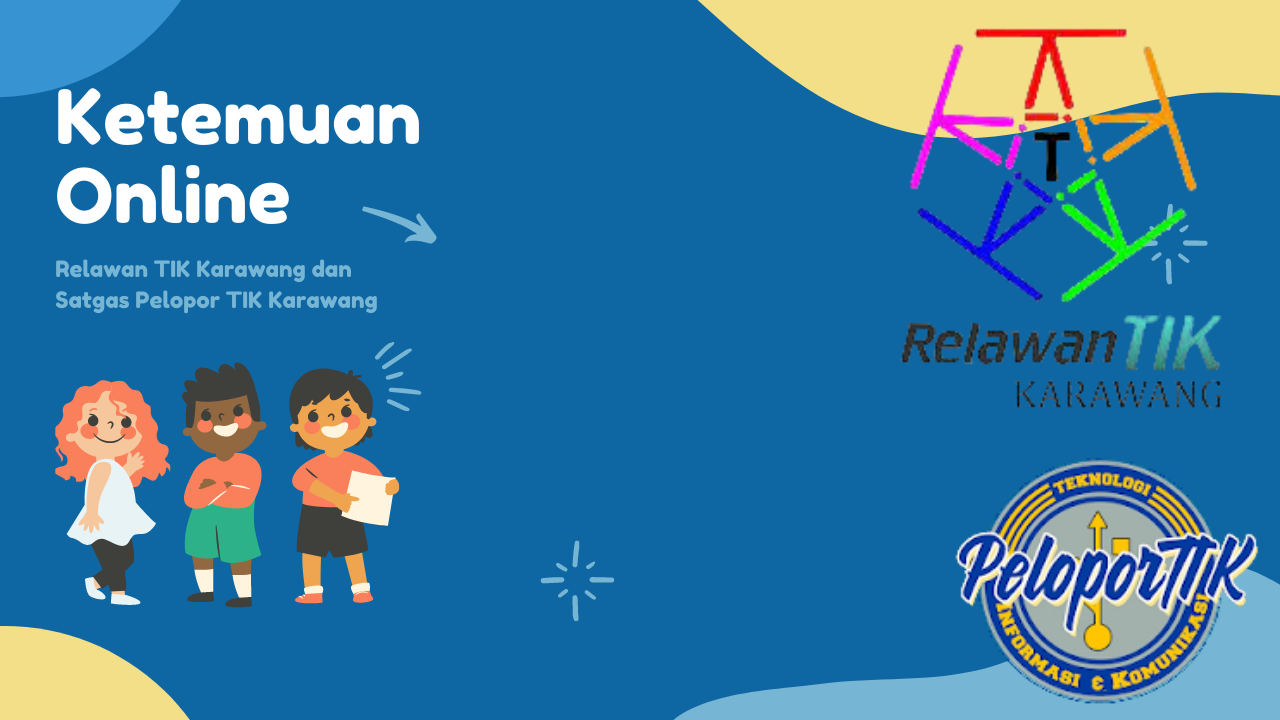 Ketemuan
Online
Relawan TIK Karawang dan
Satgas Pelopor TIK Karawang
T
RelawanTIK
KARAWANG
TEKNOLOGI
PeloporTIK
INFORMASI & KOMUNIKASI